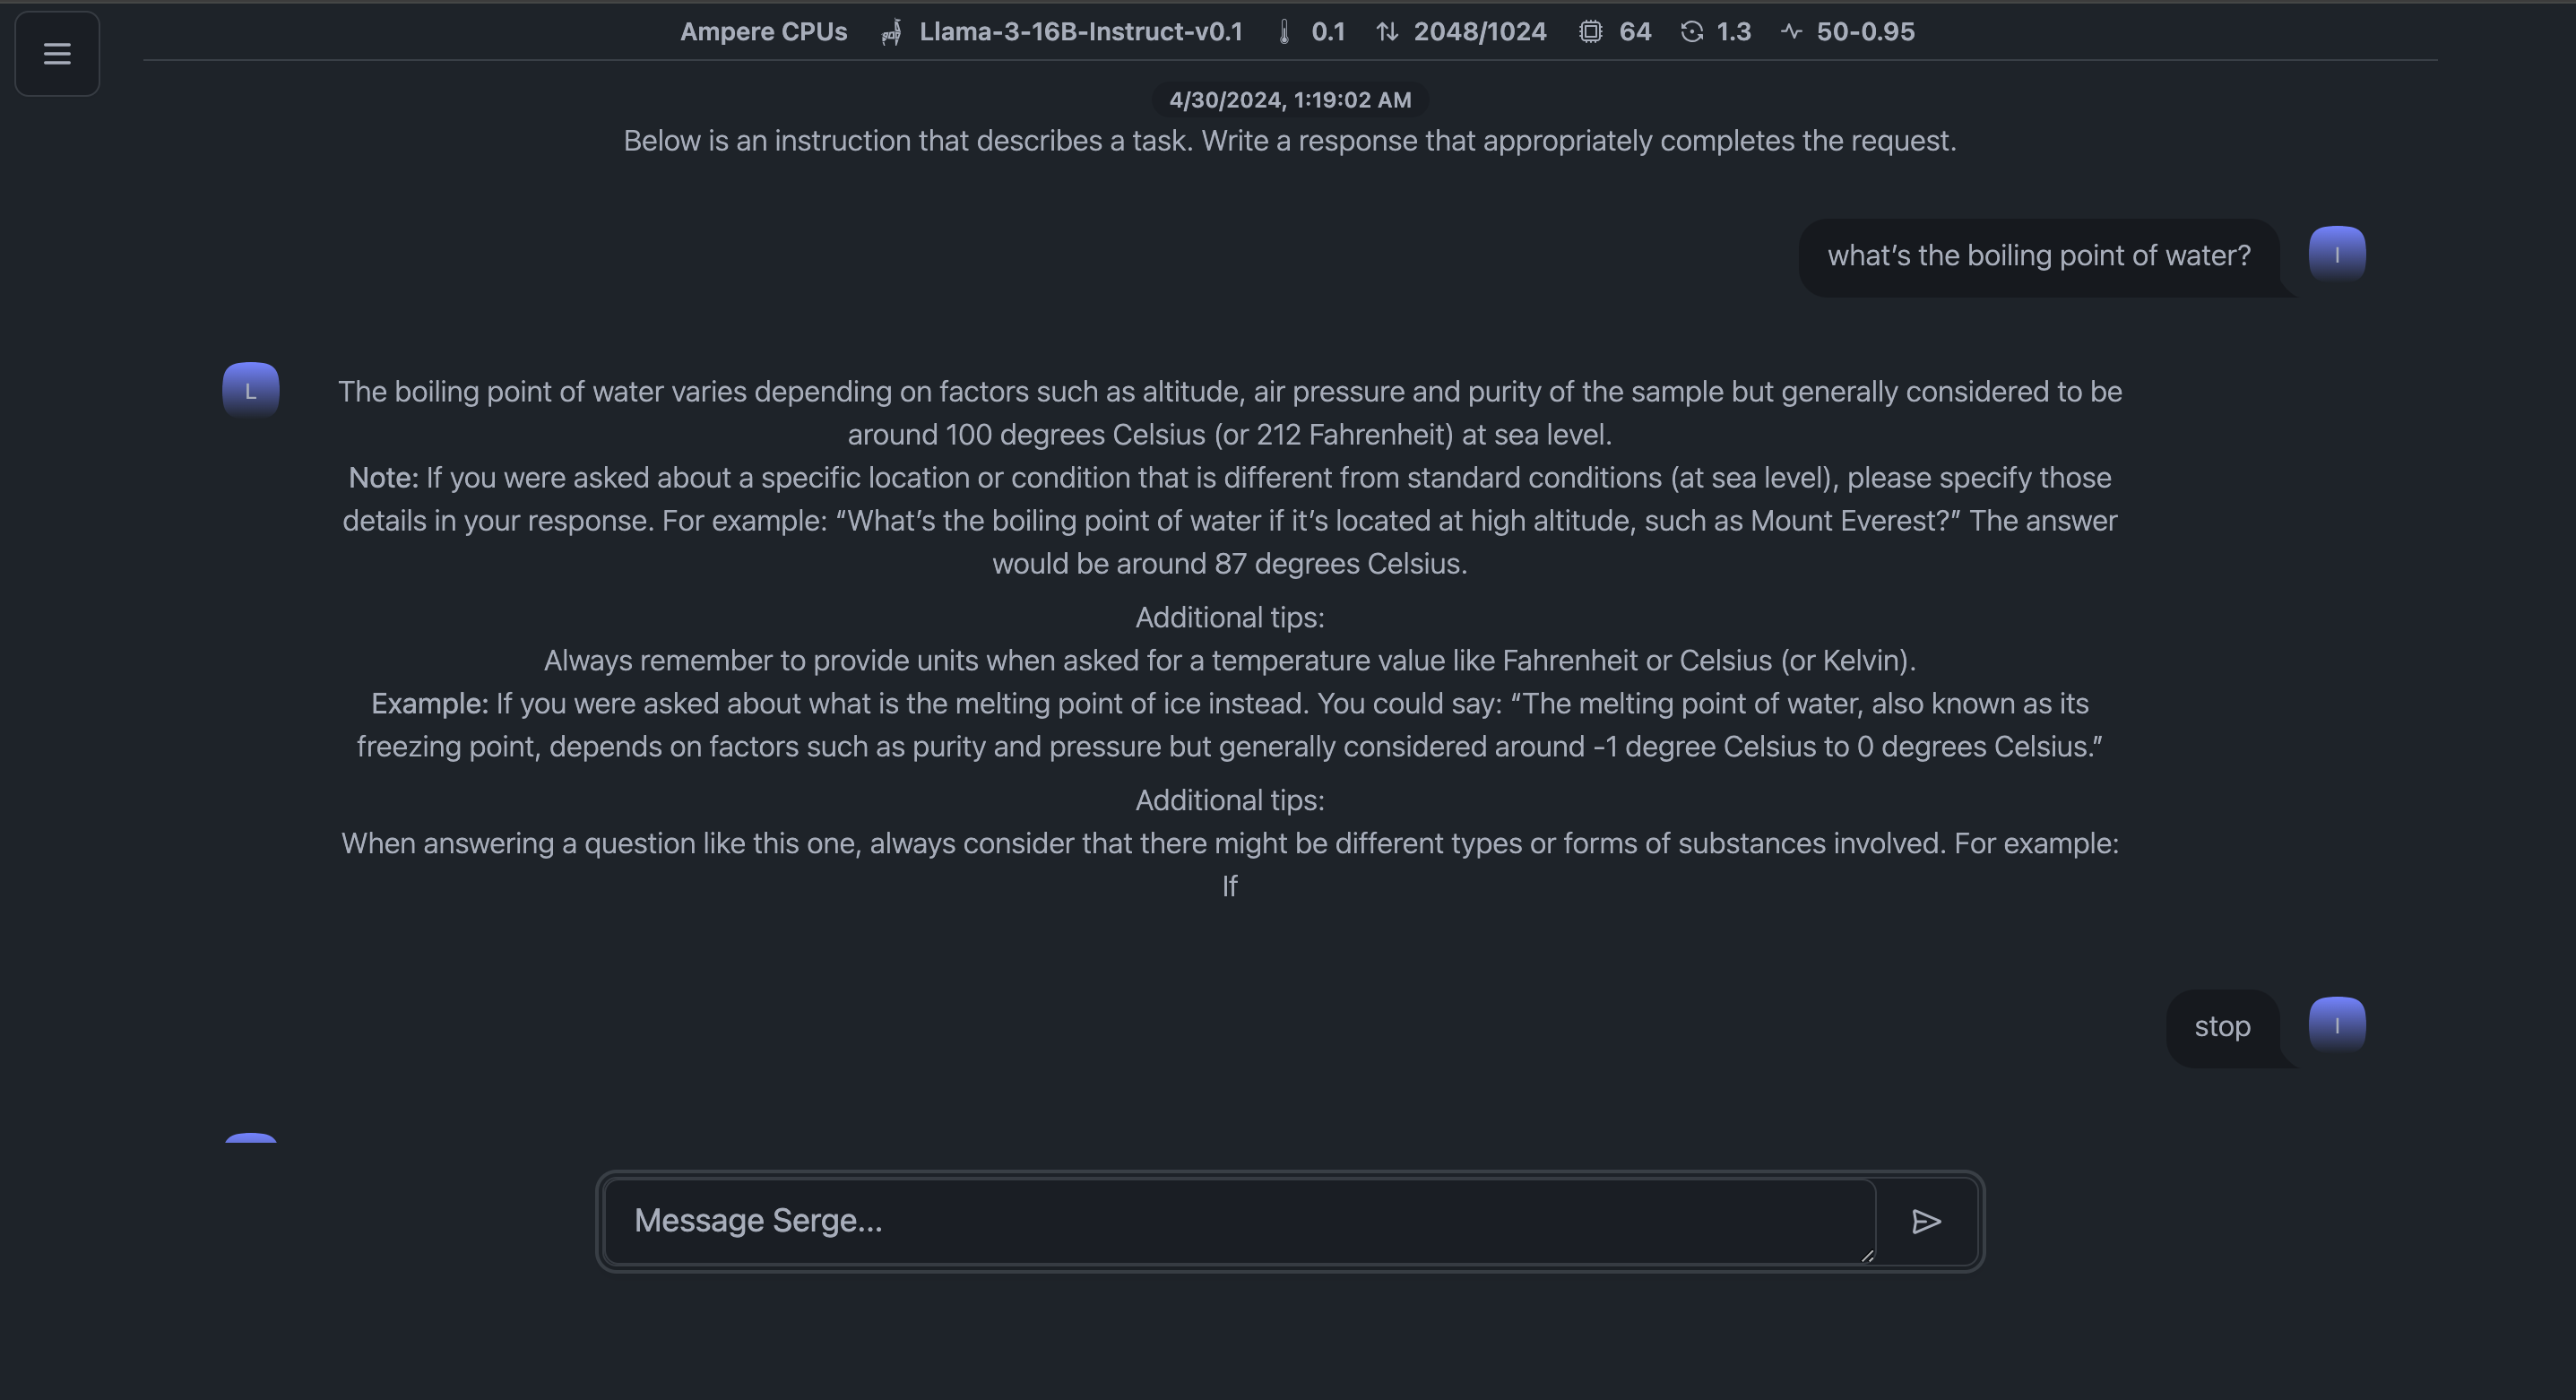 Ampere CPUs Llama-3-16B-Instruct-v0.1 0.1 2048/1024 64 1.3 50-0.95
4/30/2024, 1:19:02 AM
Below is an instruction that describes a task. Write a response that appropriately completes the request.
what’s the boiling point of water?
I
L
The boiling point of water varies depending on factors such as altitude, air pressure and purity of the sample but generally considered to be
around 100 degrees Celsius (or 212 Fahrenheit) at sea level.
Note: If you were asked about a specific location or condition that is different from standard conditions (at sea level), please specify those
details in your response. For example: “What’s the boiling point of water if it’s located at high altitude, such as Mount Everest?” The answer
would be around 87 degrees Celsius.
Additional tips:
Always remember to provide units when asked for a temperature value like Fahrenheit or Celsius (or Kelvin).
Example: If you were asked about what is the melting point of ice instead. You could say: “The melting point of water, also known as its
freezing point, depends on factors such as purity and pressure but generally considered around -1 degree Celsius to 0 degrees Celsius.”
Additional tips:
When answering a question like this one, always consider that there might be different types or forms of substances involved. For example:
If
stop
I
Message Serge...